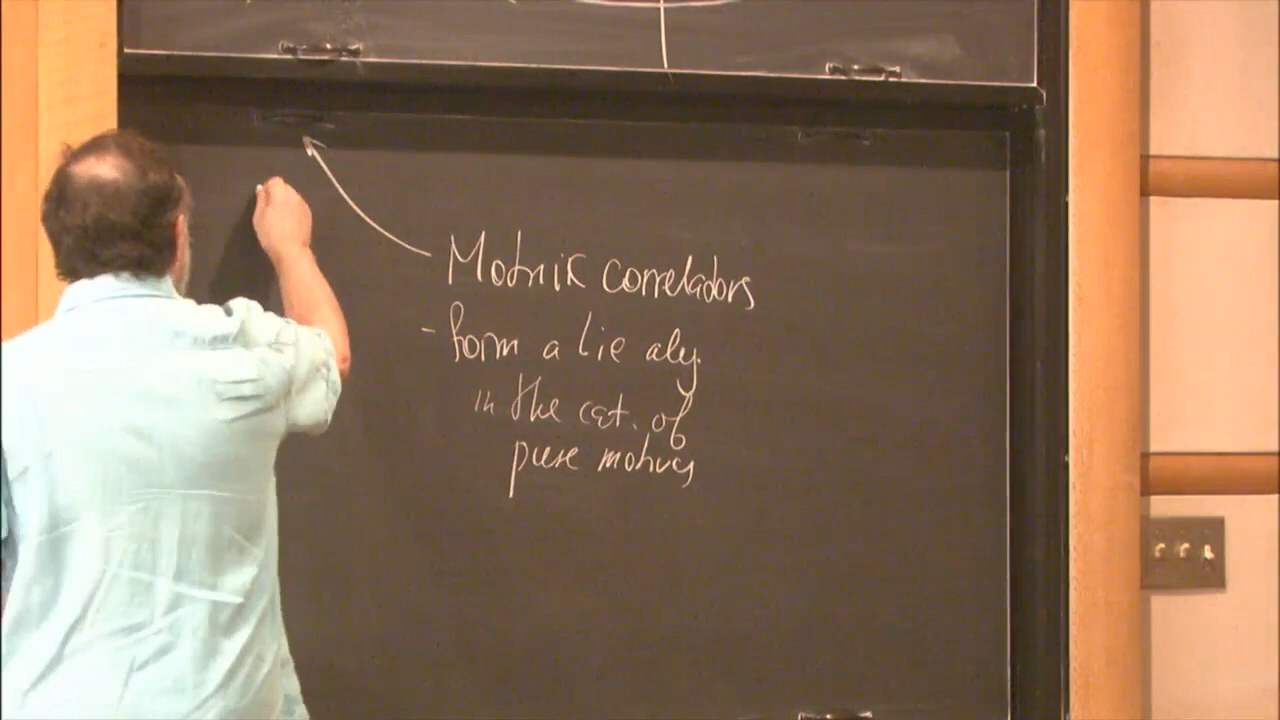 Motivic correlators
- form a Lie alg.
in the cat. of
pure motives